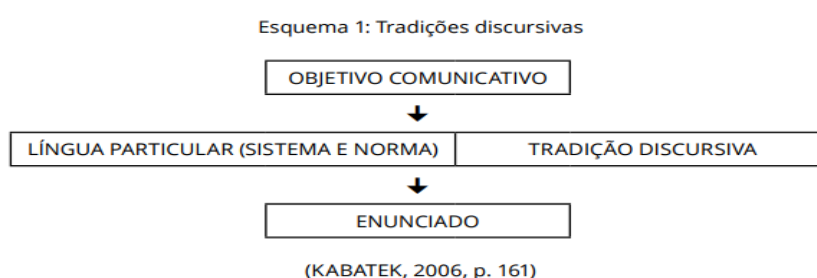 Esquema 1: Tradições discursivas
OBJETIVO COMUNICATIVO
LÍNGUA PARTICULAR (SISTEMA E NORMA) TRADIÇÃO DISCURSIVA
ENUNCIADO
(KABATEK, 2006, p. 161)